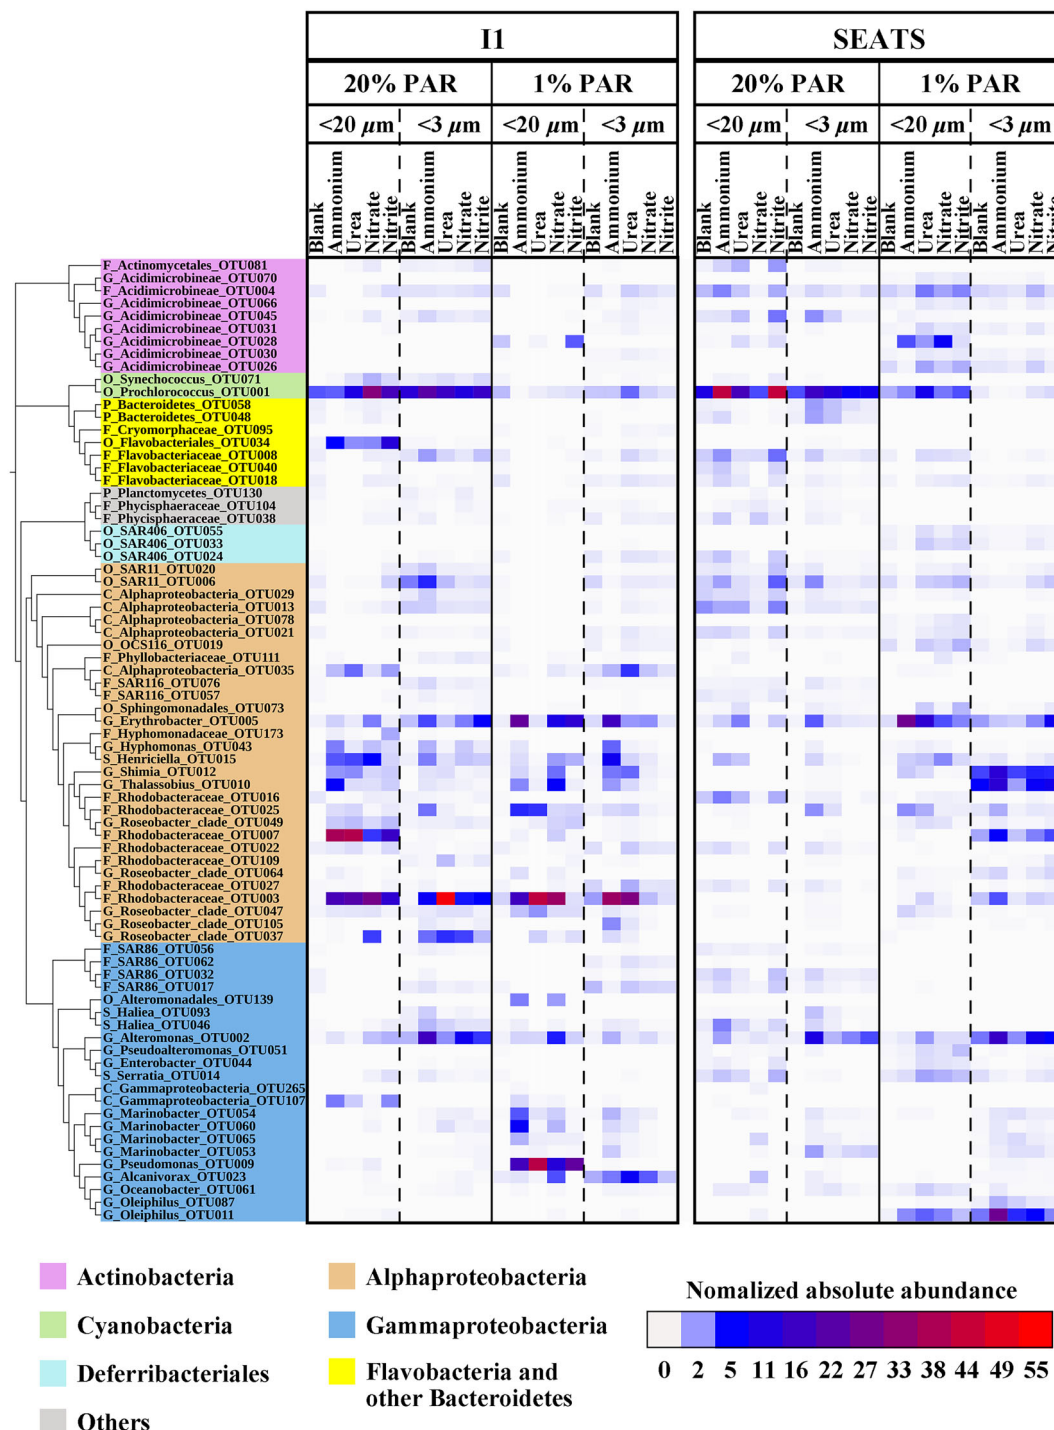 I1 SEATS
20% PAR 1% PAR 20% PAR 1% PAR
<20 µm <3 µm <20 µm <3 µm <20 µm <3 µm <20 µm <3 µm
Blank Ammonium Urea Nitrate Nitrite Blank Ammonium Urea Nitrate Nitrite Blank Ammonium Urea Nitrate Nitrite Blank Ammonium Urea Nitrate Nitrite Blank Ammonium Urea Nitrate Nitrite Blank Ammonium Urea Nitrate Nitrite Blank Ammonium Urea Nitrate Nitrite Blank Ammonium Urea Nitrate Nitrite
F_Actinomycetales_OTU081
G_Acidimicrobineae_OTU070
F_Acidimicrobineae_OTU004
G_Acidimicrobineae_OTU066
G_Acidimicrobineae_OTU045
G_Acidimicrobineae_OTU031
G_Acidimicrobineae_OTU028
G_Acidimicrobineae_OTU030
G_Acidimicrobineae_OTU026
O_Synechococcus_OTU071
O_Prochlorococcus_OTU001
P_Bacteroidetes_OTU058
P_Bacteroidetes_OTU048
F_Cryomorphaceae_OTU095
O_Flavobacteriales_OTU034
F_Flavobacteriaceae_OTU008
F_Flavobacteriaceae_OTU040
F_Flavobacteriaceae_OTU018
P_Planctomycetes_OTU130
F_Phycisphaeraceae_OTU104
F_Phycisphaeraceae_OTU038
O_SAR406_OTU055
O_SAR406_OTU033
O_SAR406_OTU024
O_SAR11_OTU020
O_SAR11_OTU006
C_Alphaproteobacteria_OTU029
C_Alphaproteobacteria_OTU013
C_Alphaproteobacteria_OTU078
C_Alphaproteobacteria_OTU021
O_OCS116_OTU019
F_Phyllobacteriaceae_OTU111
C_Alphaproteobacteria_OTU035
F_SAR116_OTU076
F_SAR116_OTU057
O_Sphingomonadales_OTU073
G_Erythrobacter_OTU005
F_Hyphomonadaceae_OTU173
G_Hyphomonas_OTU043
S_Henriciella_OTU015
G_Shimia_OTU012
G_Thalassobius_OTU010
F_Rhodobacteraceae_OTU016
F_Rhodobacteraceae_OTU025
G_Roseobacter_clade_OTU049
F_Rhodobacteraceae_OTU007
F_Rhodobacteraceae_OTU022
F_Rhodobacteraceae_OTU109
G_Roseobacter_clade_OTU064
F_Rhodobacteraceae_OTU027
F_Rhodobacteraceae_OTU003
G_Roseobacter_clade_OTU047
G_Roseobacter_clade_OTU105
G_Roseobacter_clade_OTU037
F_SAR86_OTU056
F_SAR86_OTU062
F_SAR86_OTU032
F_SAR86_OTU017
O_Alteromonadales_OTU139
S_Haliea_OTU093
S_Haliea_OTU046
G_Alteromonas_OTU002
G_Pseudoalteromonas_OTU051
G_Enterobacter_OTU044
S_Serratia_OTU014
C_Gammaproteobacteria_OTU265
C_Gammaproteobacteria_OTU107
G_Marinobacter_OTU054
G_Marinobacter_OTU060
G_Marinobacter_OTU065
G_Marinobacter_OTU053
G_Pseudomonas_OTU009
G_Alcanivorax_OTU023
G_Oceanobacter_OTU061
G_Oleiphilus_OTU087
G_Oleiphilus_OTU011
Actinobacteria
Cyanobacteria
Deferribacteriales
Others
Alphaproteobacteria
Gammaproteobacteria
Flavobacteria and
other Bacteroidetes
Nomalized absolute abundance
0 2 5 11 16 22 27 33 38 44 49 55